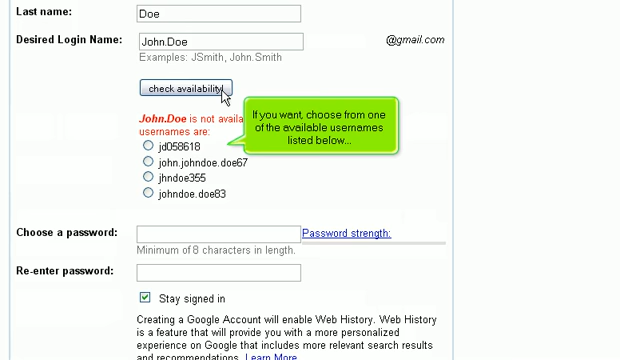 Last name:
Doe
Desired Login Name:
John.Doe
@gmail.com
Examples: JSmith, John.Smith
check availability!
John.Doe is not availa
usernames are:
If you want, choose from one
of the available usernames
listed below...
jd058618
john.johndoe.doe67
jhndoe355
johndoe.doe83
Choose a password:
Password strength:
Minimum of 8 characters in length.
Re-enter password:
Stay signed in
Creating a Google Account will enable Web History. Web History
is a feature that will provide you with a more personalized
experience on Google that includes more relevant search results
and recommendations. Learn More